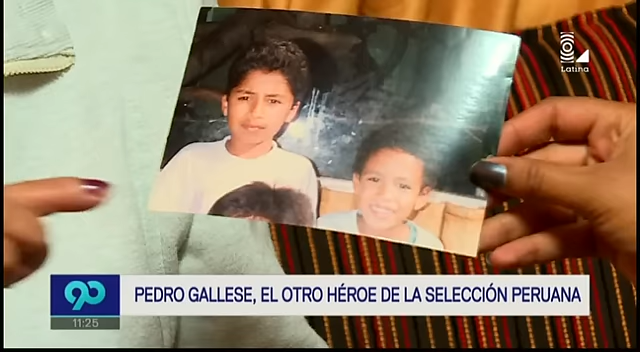 Latina
90
PEDRO GALLESE, EL OTRO HÉROE DE LA SELECCIÓN PERUANA
11:25